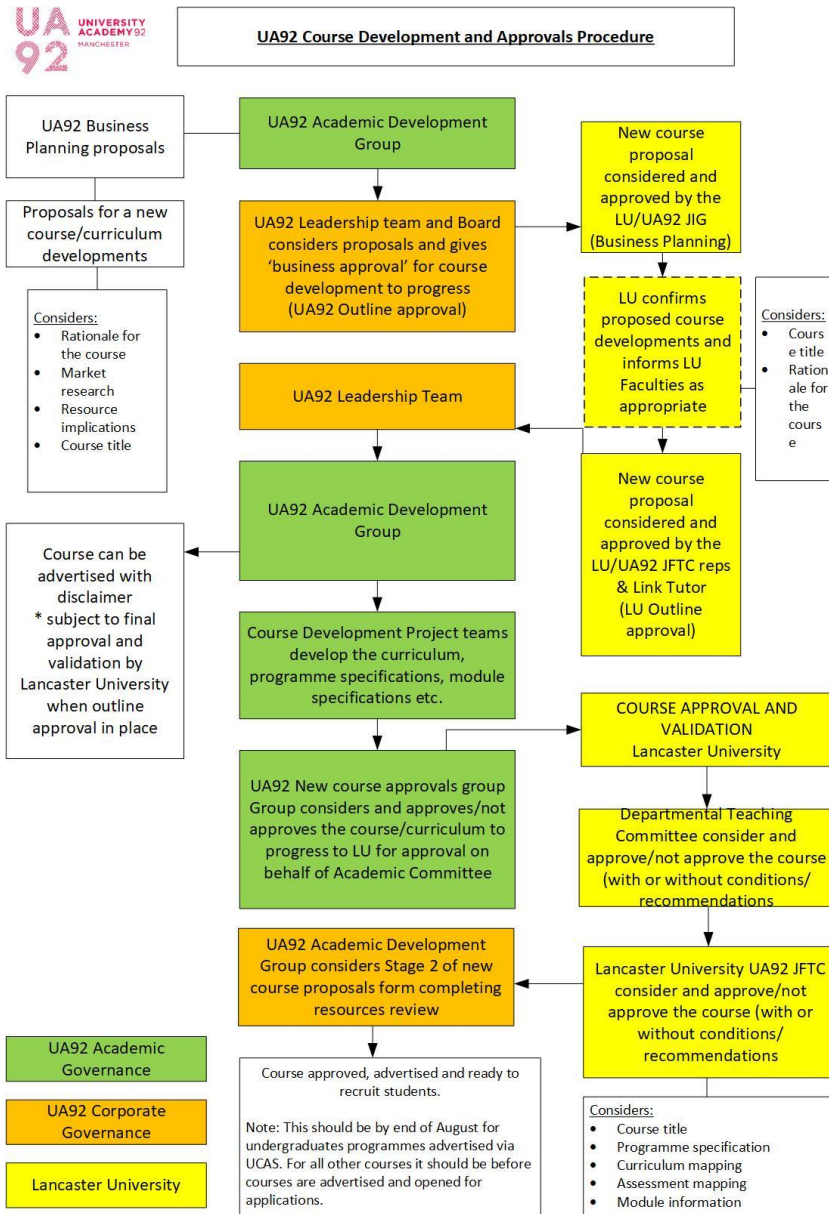 UA
92
UNIVERSITY
ACADEMY92
MANCHESTER
UA92 Course Development and Approvals Procedure
UA92 Business
Planning proposals
UA92 Academic Development
Group
New course
proposal
considered and
approved by the
LU/UA92 JIG
(Business Planning)
Proposals for a new
course/curriculum
developments
UA92 Leadership team and Board
considers proposals and gives
‘business approval’ for course
development to progress
(UA92 Outline approval)
Considers:
• Rationale for
the course
• Market
research
• Resource
implications
• Course title
LU confirms
proposed course
developments and
informs LU
Faculties as
appropriate
Considers:
• Cours
e title
• Ration
ale for
the
cours
e
UA92 Leadership Team
UA92 Academic Development
Group
New course
proposal
considered and
approved by the
LU/UA92 JFTC reps
& Link Tutor
(LU Outline
approval)
Course can be
advertised with
disclaimer
* subject to final
approval and
validation by
Lancaster University
when outline
approval in place
Course Development Project teams
develop the curriculum,
programme specifications, module
specifications etc.
COURSE APPROVAL AND
VALIDATION
Lancaster University
UA92 New course approvals group
Group considers and approves/not
approves the course/curriculum to
progress to LU for approval on
behalf of Academic Committee
Departmental Teaching
Committee consider and
approve/not approve the course
(with or without conditions/
recommendations
UA92 Academic Development
Group considers Stage 2 of new
course proposals form completing
resources review
Lancaster University UA92 JFTC
consider and approve/not
approve the course (with or
without conditions/
recommendations
UA92 Academic
Governance
UA92 Corporate
Governance
Lancaster University
Course approved, advertised and ready to
recruit students.
Note: This should be by end of August for
undergraduates programmes advertised via
UCAS. For all other courses it should be before
courses are advertised and opened for
applications.
Considers:
• Course title
• Programme specification
• Curriculum mapping
• Assessment mapping
• Module information